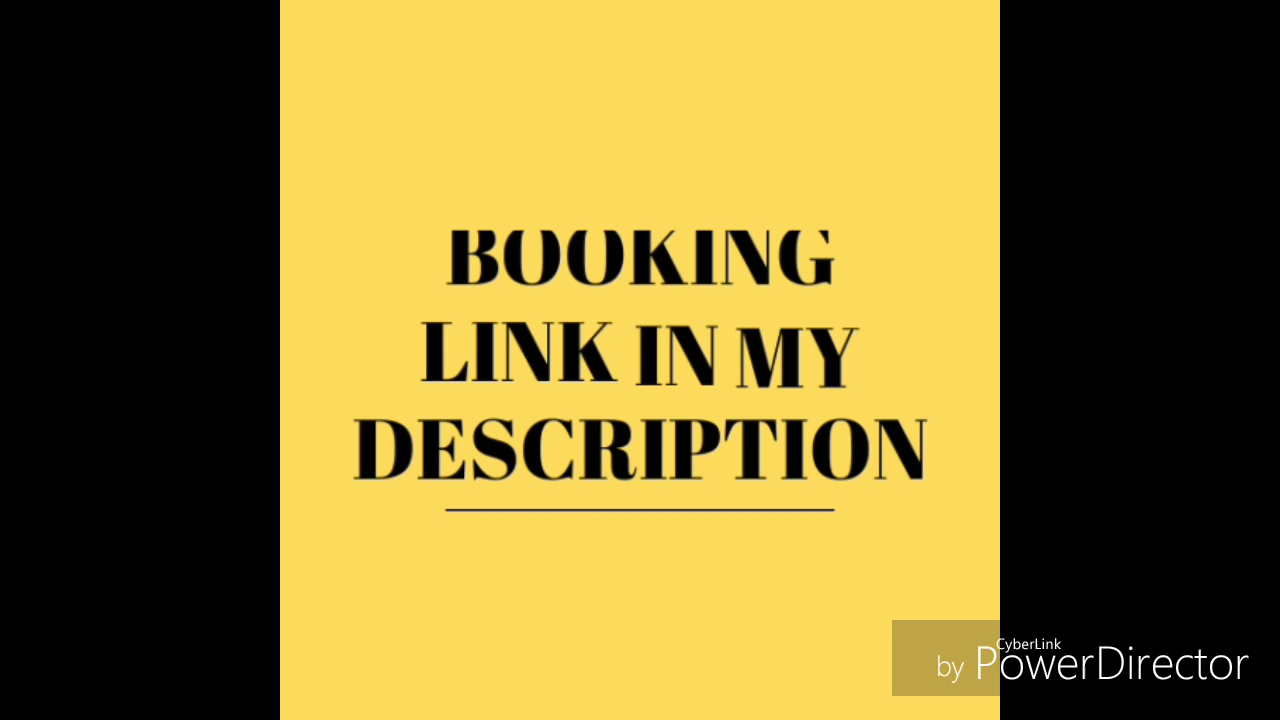 BOOKING
LINK IN MY
DESCRIPTION
CyberLink
by PowerDirector